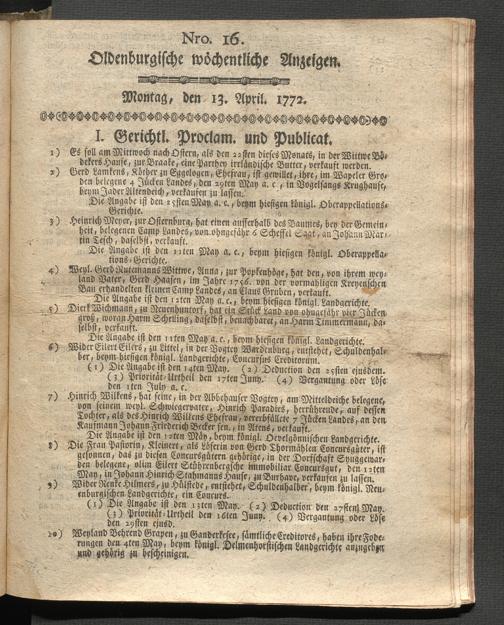 Nro. 16.
Oldenburgische wöchentliche Anzeigen.
Montag, den 13. April. 1772.
I. Gerichtl. Proclam. und Publicat.
1) Es soll am Mittwoch nach Ostern, als den 22sten dieses Monats, in der Wittwe Bö-
dekers Hause, zur Braake, eine Parthey irrländische Butter, verkauft werden.
2) Gerd Lamkens, Köther zu Eggelogen, Ehefrau, ist gewillet, ihre, im Wapeler Gro-
den belegene 4 Jücken Landes, den 29ten May a. c., in Vogelsangs Krughause,
beym Jader Altendeich, verkaufen zu lassen.
Die Angabe ist den 25sten May a. c., beym hiesigen königl. Oberappellations-
Gerichte.
3) Heinrich Meyer, zur Osternburg, hat einen ausserhalb des Baumes, bey der Gemein-
heit, belegenen Camp Landes, von ohngefähr 6 Scheffel Saat, an Johann Mar-
tin Tesch, daselbst, verkauft.
Die Angabe ist den 11ten May a. c., beym hiesigen königl. Oberappella-
tions-Gerichte.
4) Weyl. Gerd Rutemanns Wittwe, Anna, zur Popkenhöge, hat den, von ihrem wey-
land Vater, Gerd Haasen, im Jahr 1756. von der vormahligen Kreyenschen
Bau erhandelten kleinen Camp Landes, an Claus Gruben, verkauft.
Die Angabe ist den 12ten May a. c., beym hiesigen königl. Landgerichte.
5) Dierk Wichmann, zu Neuenhuntorf, hat ein Stück Land von ohngefähr vier Jücken
groß, woran Harm Schelling, daselbst, benachbaret, an Harm Timmermann, da-
selbst, verkauft.
Die Angabe ist den 11ten May a. c., beym hiesigen königl. Landgerichte.
6) Wider Eilert Eilers, zu Littel, in der Vogtey Wardenburg, entstehet, Schuldenhal-
ber, beym hiesigen königl. Landgerichte, Concursus Creditorum.
(1) Die Angabe ist den 14ten May. (2) Deduction den 25sten ejusdem.
(3) Priorität-Urtheil den 17ten Juny. (4) Vergantung oder Löse
den 1ten July a. c.
7) Hinrich Wilkens, hat seine, in der Abbehauser Vogtey, am Mitteldeiche belegene,
von seinem weyl. Schwiegervater, Hinrich Paradies, herrührende, auf dessen
Tochter, als des Hinrich Wilkens Ehefrau, vererbfällete 7 Jücken Landes, an den
Kaufmann Johann Friederich Becker sen., in Atens, verkauft.
Die Angabe ist den 12ten May, beym königl. Ovelgönnischen Landgerichte.
8) Die Frau Pastorin, Kleinert, als Löserin von Gerd Thormählen Concursgüter, ist
gesonnen, das zu diesen Concursgütern gehörige, in der Dorfschaft Syuggewar-
den belegene, olim Eilert Stührenbergsche immobiliar Concursgut, den 12ten
May, in Johann Hinrich Stahmanns Hause, zu Burhave, verkaufen zu lassen.
9) Wider Renke Hilmers, zu Hülstede, entstehet, Schuldenhalber, beym königl. Neu-
enburgischen Landgerichte, ein Concurs.
(1) Die Angabe ist den 13ten May. (2) Deduction den 27sten May.
(3) Priorität-Urtheil den 16ten Juny. (4) Vergantung oder Löse
den 29sten ejusd.
10) Weyland Behrend Grapen, zu Ganderkesee, sämtliche Creditores, haben ihre Fode-
rungen den 4ten May, beym königl. Delmenhorstischen Landgerichte anzugeben
und gehörig zu bescheinigen.